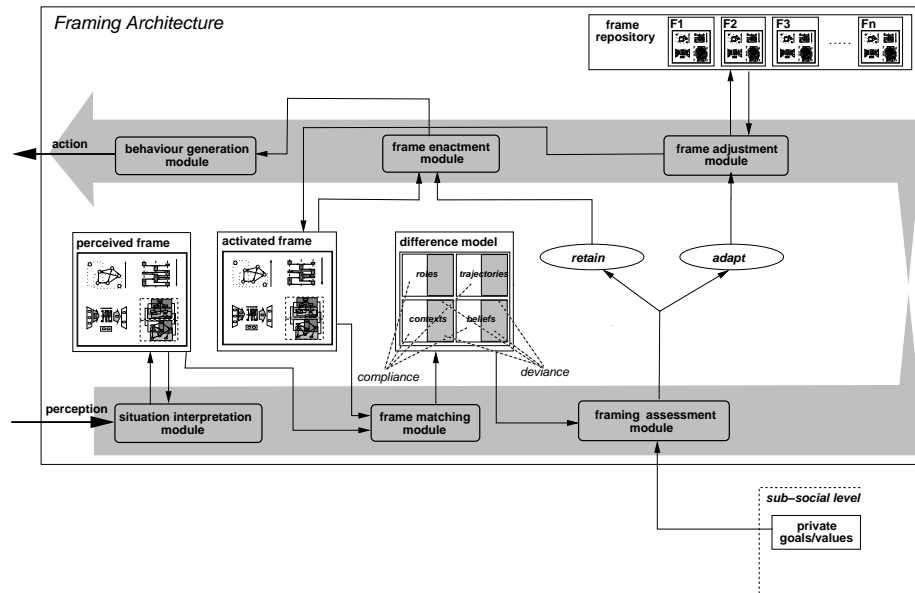 Framing Architecture
frame
repository
F1
F2
F3
.....
Fn
action
behaviour generation
module
frame enactment
module
frame adjustment
module
perceived frame
activated frame
difference model
roles
trajectories
contexts
beliefs
compliance
deviance
retain
adapt
perception
situation interpretation
module
frame matching
module
framing assessment
module
sub-social level
private
goals/values